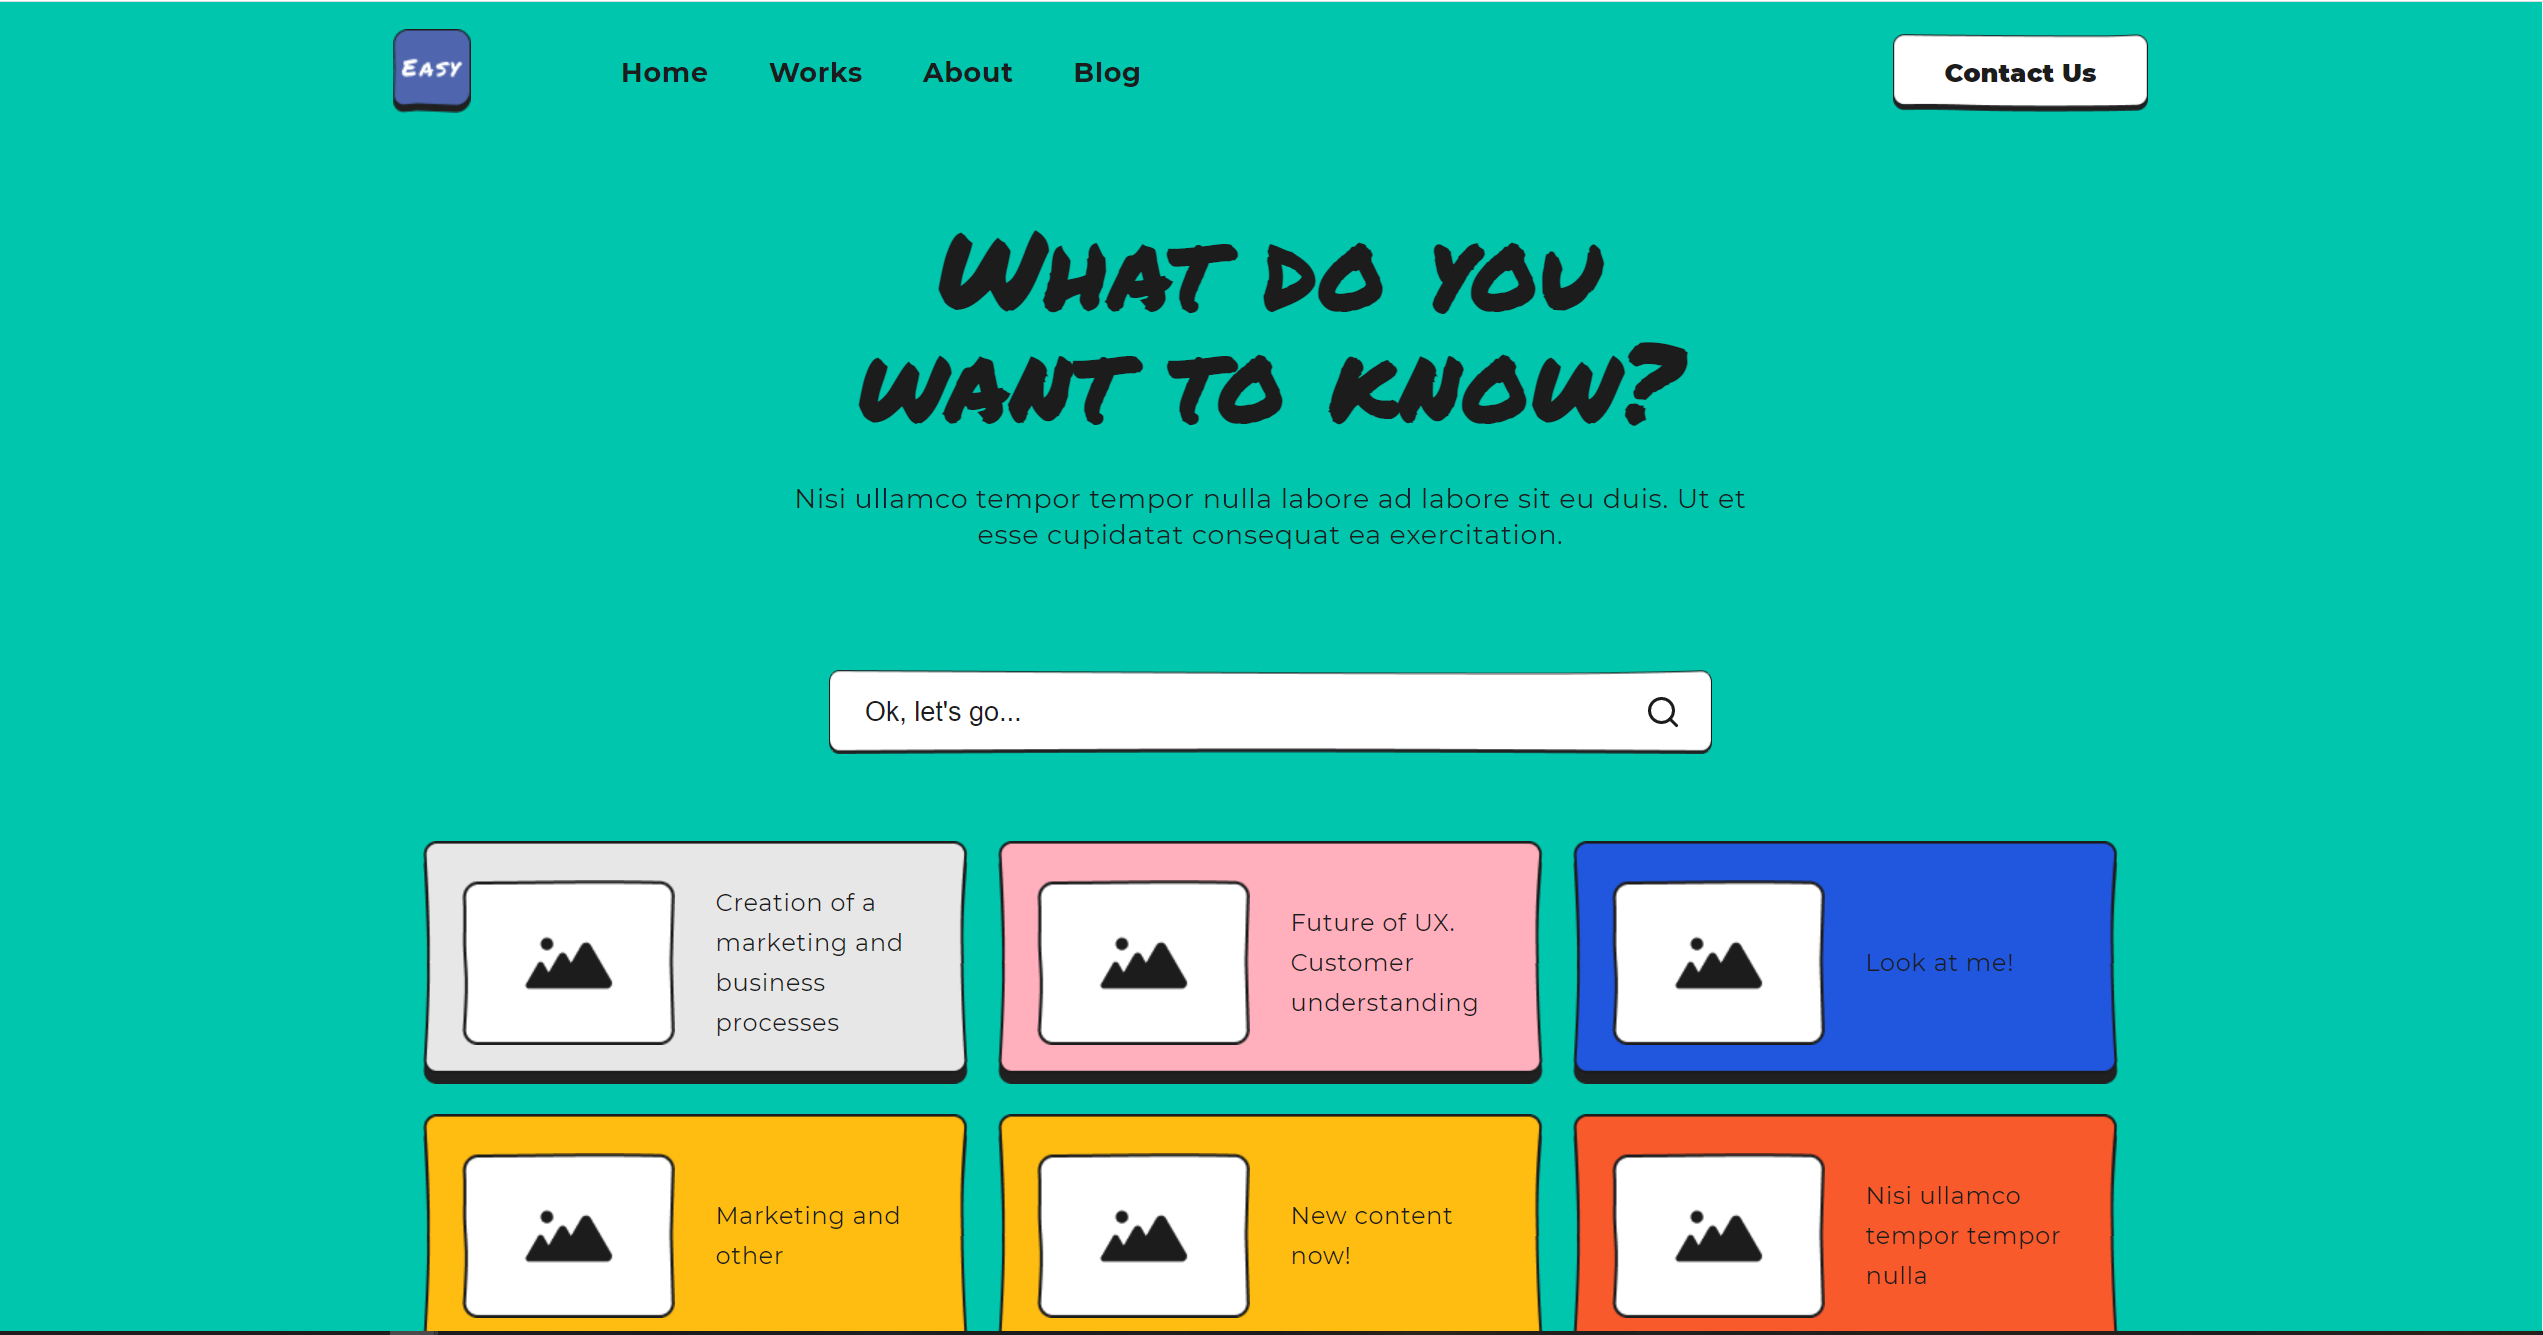 Easy
Home Works About Blog
Contact Us
What do you
want to know?
Nisi ullamco tempor tempor nulla labore ad labore sit eu duis. Ut et
esse cupidatat consequat ea exercitation.
Ok, let's go...
Creation of a
marketing and
business
processes
Future of UX.
Customer
understanding
Look at me!
Marketing and
other
New content
now!
Nisi ullamco
tempor tempor
nulla